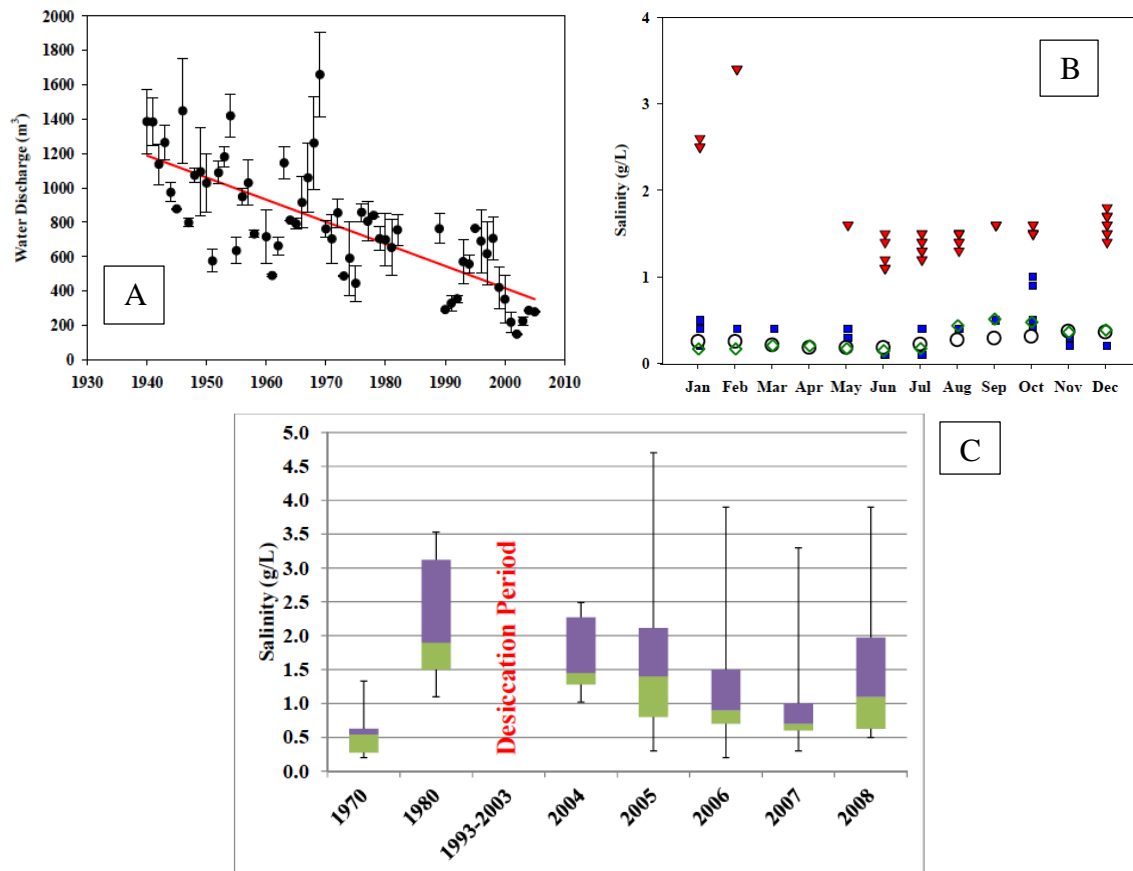 2000
1800
1600
1400
1200
1000
800
600
400
200
0
Water Discharge (m³)
1930 1940 1950 1960 1970 1980 1990 2000 2010
A
4
3
2
1
0
Salinity (g/L)
Jan Feb Mar Apr May Jun Jul Aug Sep Oct Nov Dec
B
5.0
4.5
4.0
3.5
3.0
2.5
2.0
1.5
1.0
0.5
0.0
Salinity (g/L)
Desiccation Period
1970 1980 1993-2003 2004 2005 2006 2007 2008
C